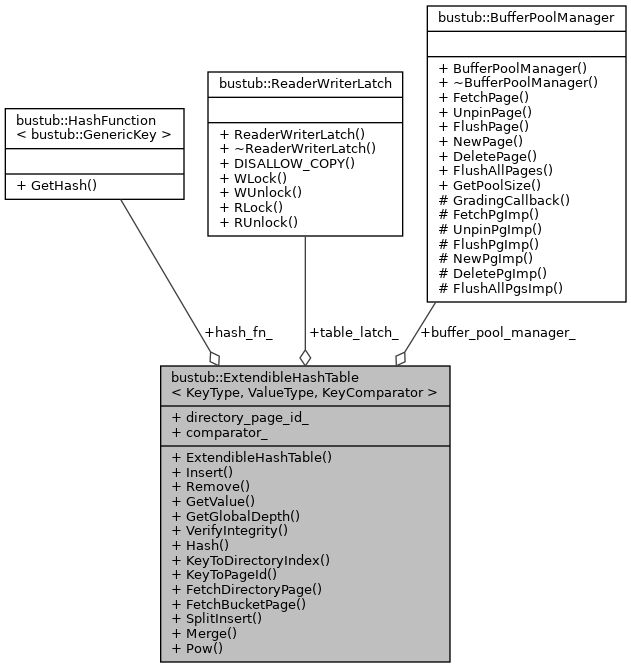 bustub::BufferPoolManager
+ BufferPoolManager()
+ ~BufferPoolManager()
+ FetchPage()
+ UnpinPage()
+ FlushPage()
+ NewPage()
+ DeletePage()
+ FlushAllPages()
+ GetPoolSize()
# GradingCallback()
# FetchPgImp()
# UnpinPgImp()
# FlushPgImp()
# NewPgImp()
# DeletePgImp()
# FlushAllPgsImp()
bustub::ReaderWriterLatch
+ ReaderWriterLatch()
+ ~ReaderWriterLatch()
+ DISALLOW_COPY()
+ WLock()
+ WUnlock()
+ RLock()
+ RUnlock()
bustub::HashFunction
< bustub::GenericKey >
+ GetHash()
+hash_fn_
+table_latch_
+buffer_pool_manager_
bustub::ExtendibleHashTable
< KeyType, ValueType, KeyComparator >
+ directory_page_id_
+ comparator_
+ ExtendibleHashTable()
+ Insert()
+ Remove()
+ GetValue()
+ GetGlobalDepth()
+ VerifyIntegrity()
+ Hash()
+ KeyToDirectoryIndex()
+ KeyToPageId()
+ FetchDirectoryPage()
+ FetchBucketPage()
+ SplitInsert()
+ Merge()
+ Pow()